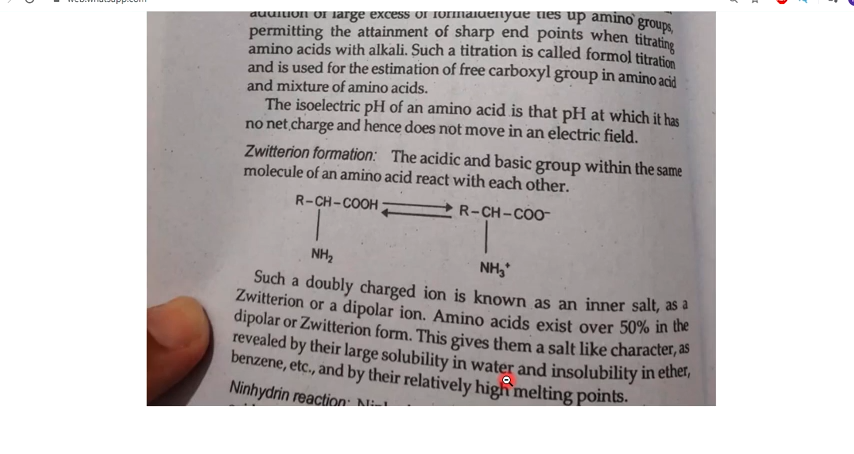 addition of large excess of formaldehyde ties up amino groups,
permitting the attainment of sharp end points when titrating
amino acids with alkali. Such a titration is called formol titration
and is used for the estimation of free carboxyl group in amino acid
and mixture of amino acids.
The isoelectric pH of an amino acid is that pH at which it has
no net charge and hence does not move in an electric field.
Zwitterion formation: The acidic and basic group within the same
molecule of an amino acid react with each other.
R–CH–COOH R–CH–COO⁻
NH₂ NH₃⁺
Such a doubly charged ion is known as an inner salt, as a
Zwitterion or a dipolar ion. Amino acids exist over 50% in the
dipolar or Zwitterion form. This gives them a salt like character, as
revealed by their large solubility in water and insolubility in ether,
benzene, etc., and by their relatively high melting points.
Ninhydrin reaction: